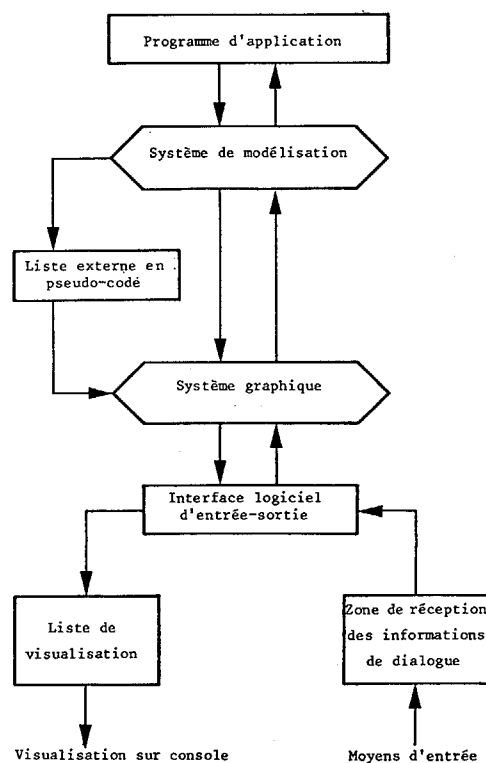 Programme d'application
Système de modélisation
Liste externe en
pseudo-codé
Système graphique
Interface logiciel
d'entrée-sortie
Liste de
visualisation
Zone de réception
des informations
de dialogue
Visualisation sur console
Moyens d'entrée